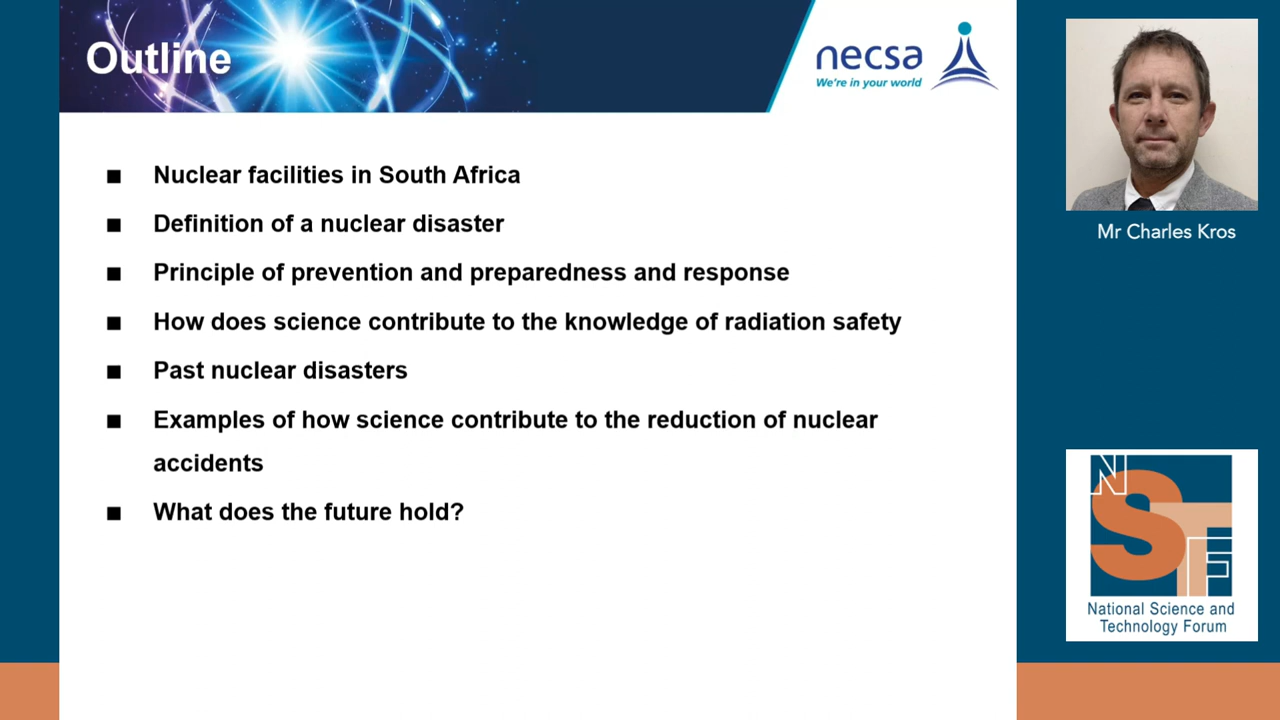 Outline
necsa
We're in your world
Nuclear facilities in South Africa
Definition of a nuclear disaster
Principle of prevention and preparedness and response
How does science contribute to the knowledge of radiation safety
Past nuclear disasters
Examples of how science contribute to the reduction of nuclear
accidents
What does the future hold?
Mr Charles Kros
NSTF
National Science and
Technology Forum